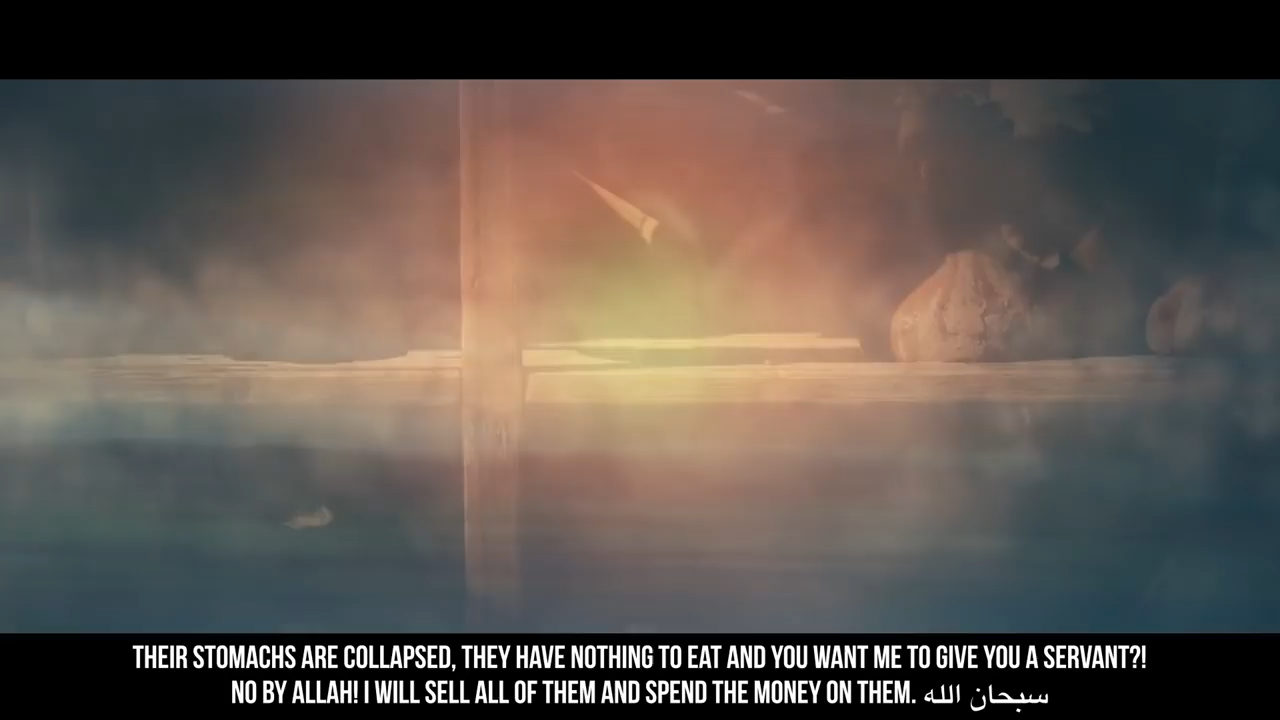 THEIR STOMACHS ARE COLLAPSED, THEY HAVE NOTHING TO EAT AND YOU WANT ME TO GIVE YOU A SERVANT?!
NO BY ALLAH! I WILL SELL ALL OF THEM AND SPEND THE MONEY ON THEM. سبحان الله